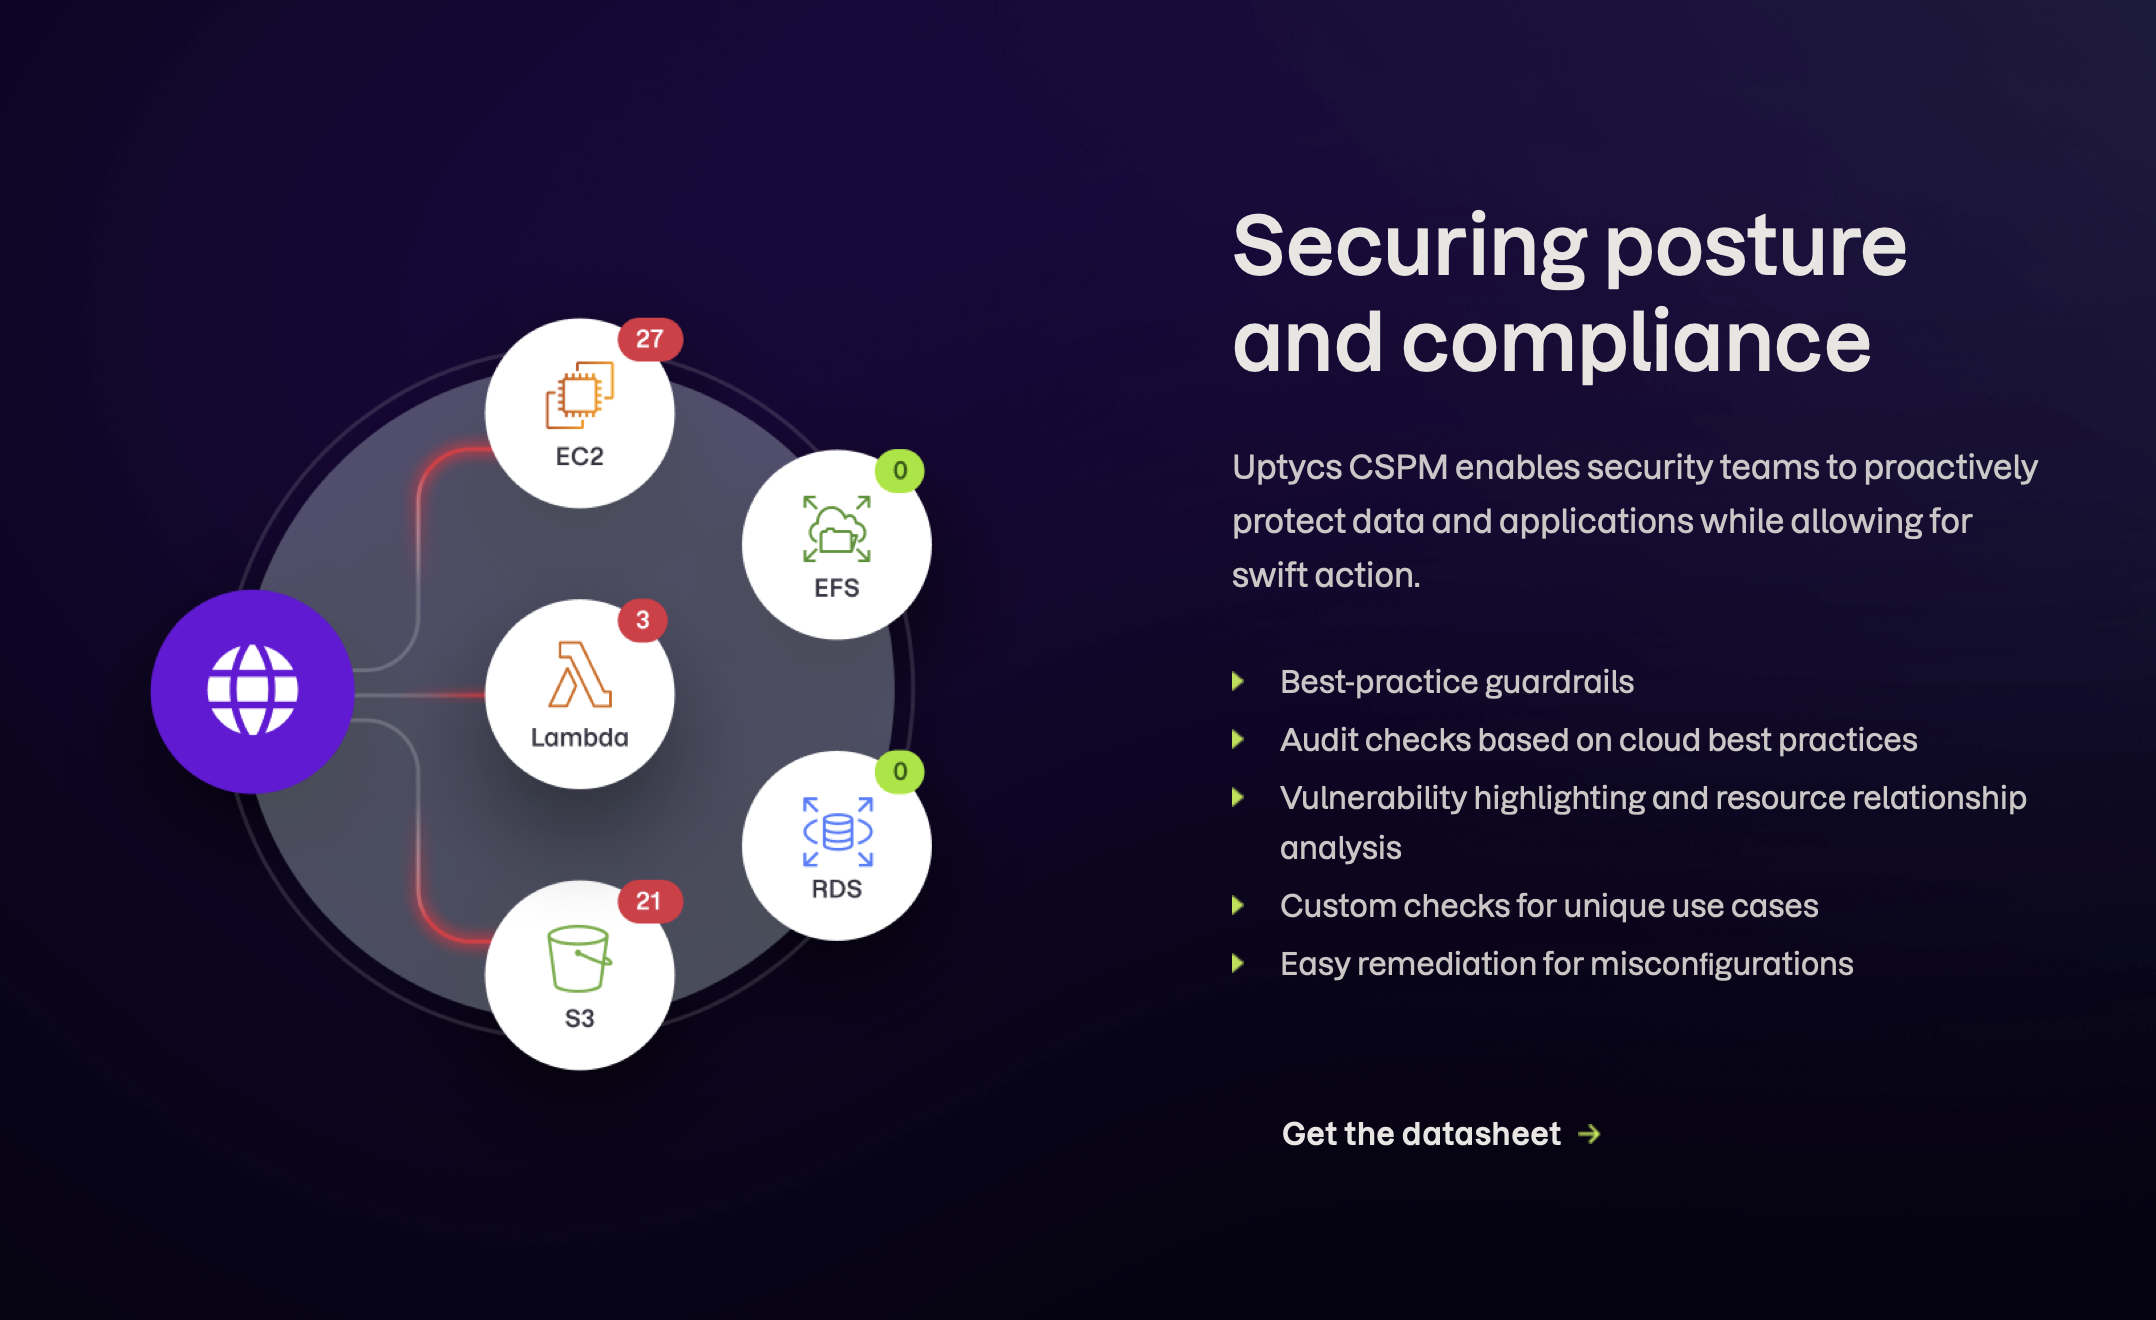 27
EC2
0
EFS
3
Lambda
0
RDS
21
S3
Securing posture
and compliance
Uptycs CSPM enables security teams to proactively
protect data and applications while allowing for
swift action.
Best-practice guardrails
Audit checks based on cloud best practices
Vulnerability highlighting and resource relationship
analysis
Custom checks for unique use cases
Easy remediation for misconfigurations
Get the datasheet